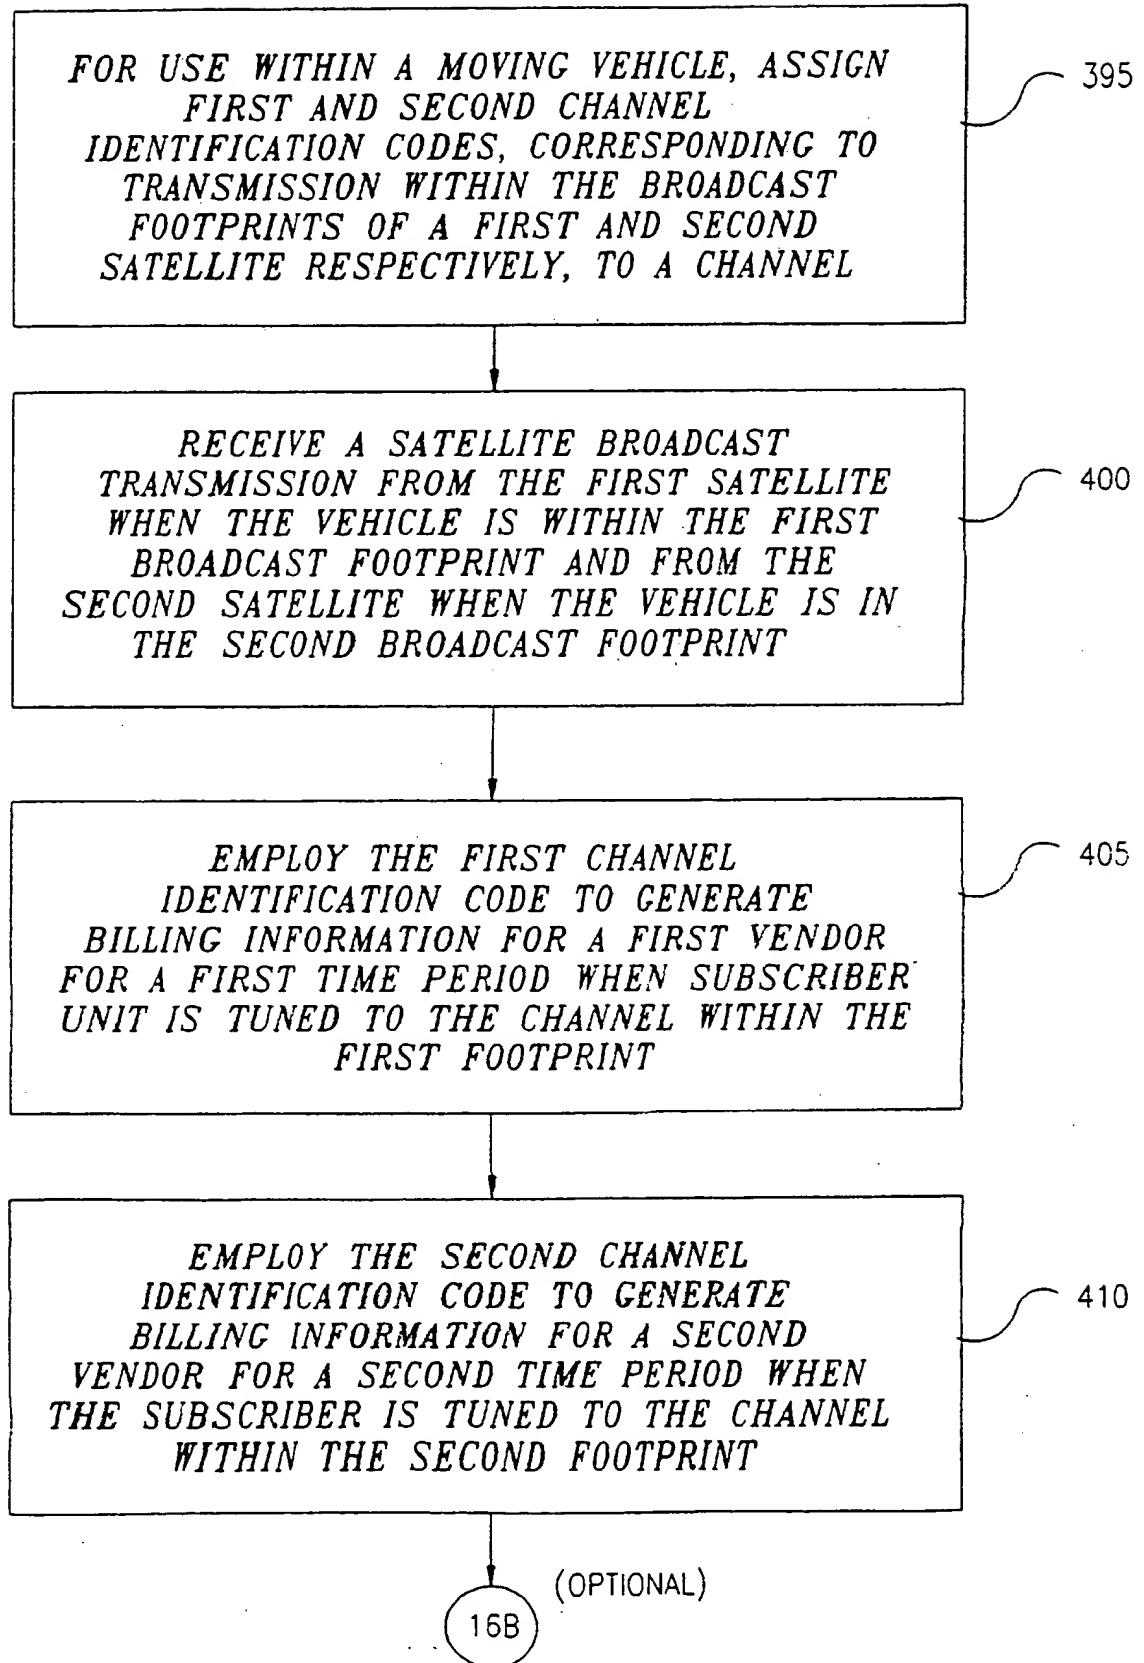 FOR USE WITHIN A MOVING VEHICLE, ASSIGN
FIRST AND SECOND CHANNEL
IDENTIFICATION CODES, CORRESPONDING TO
TRANSMISSION WITHIN THE BROADCAST
FOOTPRINTS OF A FIRST AND SECOND
SATELLITE RESPECTIVELY, TO A CHANNEL
395
RECEIVE A SATELLITE BROADCAST
TRANSMISSION FROM THE FIRST SATELLITE
WHEN THE VEHICLE IS WITHIN THE FIRST
BROADCAST FOOTPRINT AND FROM THE
SECOND SATELLITE WHEN THE VEHICLE IS IN
THE SECOND BROADCAST FOOTPRINT
400
EMPLOY THE FIRST CHANNEL
IDENTIFICATION CODE TO GENERATE
BILLING INFORMATION FOR A FIRST VENDOR
FOR A FIRST TIME PERIOD WHEN SUBSCRIBER
UNIT IS TUNED TO THE CHANNEL WITHIN THE
FIRST FOOTPRINT
405
EMPLOY THE SECOND CHANNEL
IDENTIFICATION CODE TO GENERATE
BILLING INFORMATION FOR A SECOND
VENDOR FOR A SECOND TIME PERIOD WHEN
THE SUBSCRIBER IS TUNED TO THE CHANNEL
WITHIN THE SECOND FOOTPRINT
410
(OPTIONAL)
16B